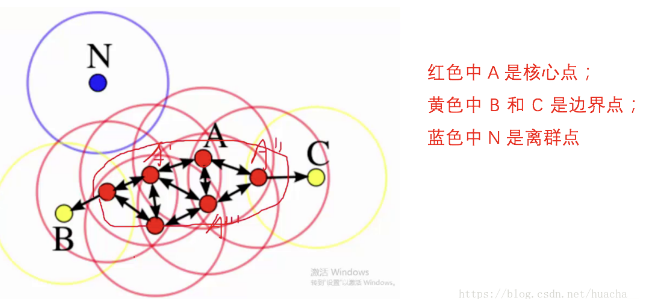 N
A
A'
A''
C
A'''
B
激活 Windows
转到"设置"以激活 Windows
红色中 A 是核心点；
黄色中 B 和 C 是边界点；
蓝色中 N 是离群点
https://blog.csdn.net/huacha__